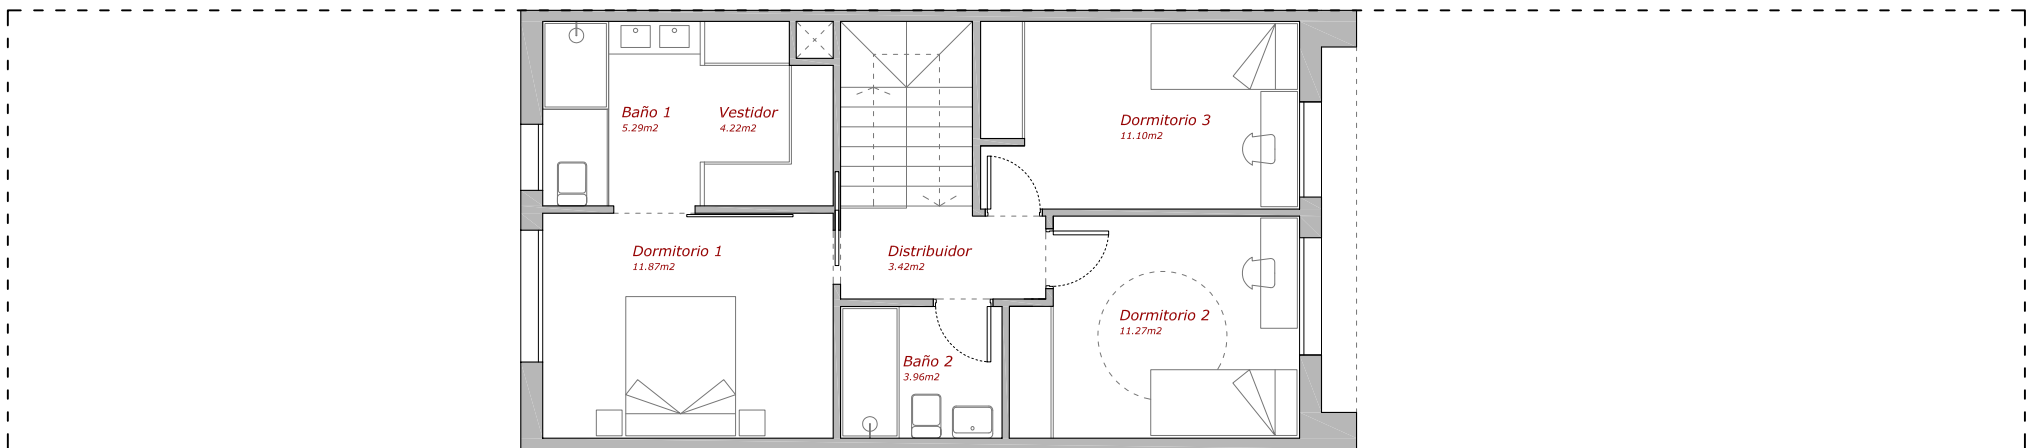 Baño 1
5.29m2
Vestidor
4.22m2
Dormitorio 3
11.10m2
Dormitorio 1
11.87m2
Distribuidor
3.42m2
Dormitorio 2
11.27m2
Baño 2
3.96m2